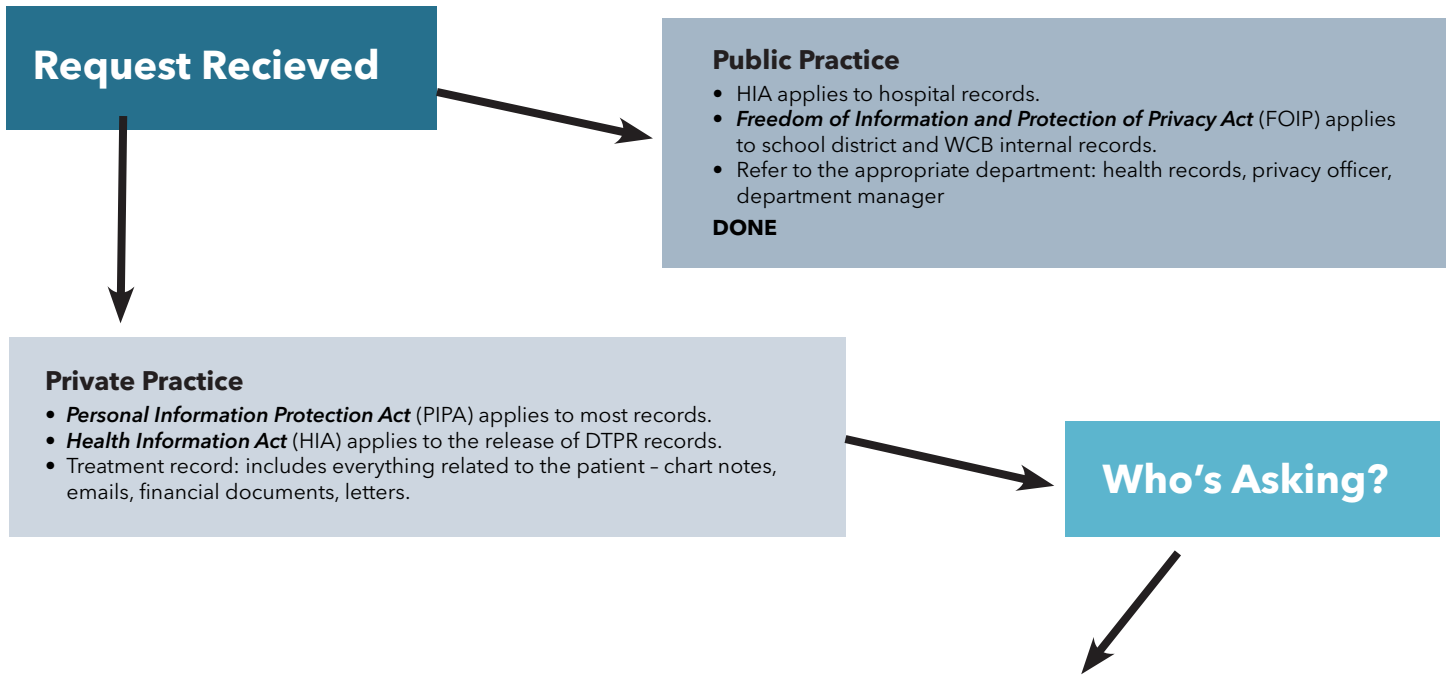 Request Recieved
Public Practice
• HIA applies to hospital records.
• Freedom of Information and Protection of Privacy Act (FOIP) applies
to school district and WCB internal records.
• Refer to the appropriate department: health records, privacy officer,
department manager
DONE
Private Practice
• Personal Information Protection Act (PIPA) applies to most records.
• Health Information Act (HIA) applies to the release of DTPR records.
• Treatment record: includes everything related to the patient – chart notes,
emails, financial documents, letters.
Who’s Asking?